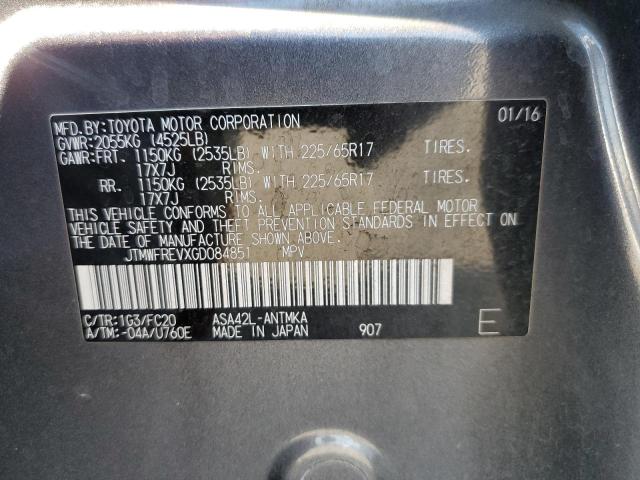 MFD.BY:TOYOTA MOTOR CORPORATION 01/16
GVWR:2055KG (4525LB)
GAWR:FRT. 1150KG (2535LB) WITH 225/65R17 TIRES.
17X7J RIMS.
RR. 1150KG (2535LB) WITH 225/65R17 TIRES.
17X7J RIMS.
THIS VEHICLE CONFORMS TO ALL APPLICABLE FEDERAL MOTOR
VEHICLE SAFETY AND THEFT PREVENTION STANDARDS IN EFFECT
ON THE DATE OF MANUFACTURE SHOWN ABOVE.
JTMWFREVXGD084851 MPV
C/TR:1G3/FC20 ASA42L-ANTMKA
A/TM:-04A/U760E MADE IN JAPAN 907 E